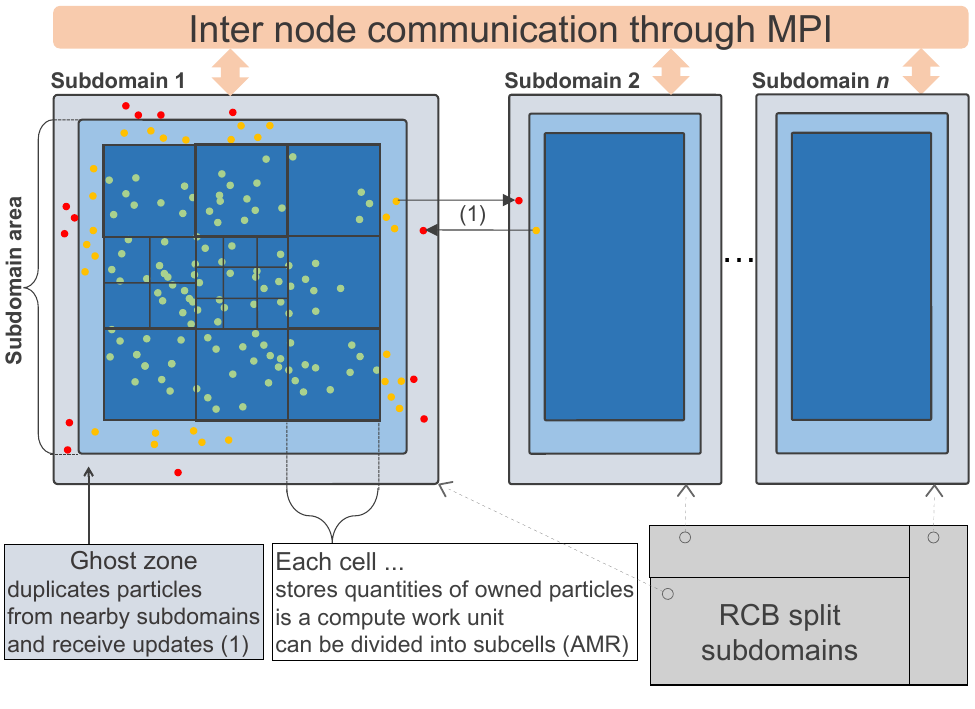 Inter node communication through MPI
Subdomain 1
Subdomain 2
Subdomain n
Subdomain area
(1)
...
Ghost zone
duplicates particles
from nearby subdomains
and receive updates (1)
Each cell ...
stores quantities of owned particles
is a compute work unit
can be divided into subcells (AMR)
RCB split
subdomains